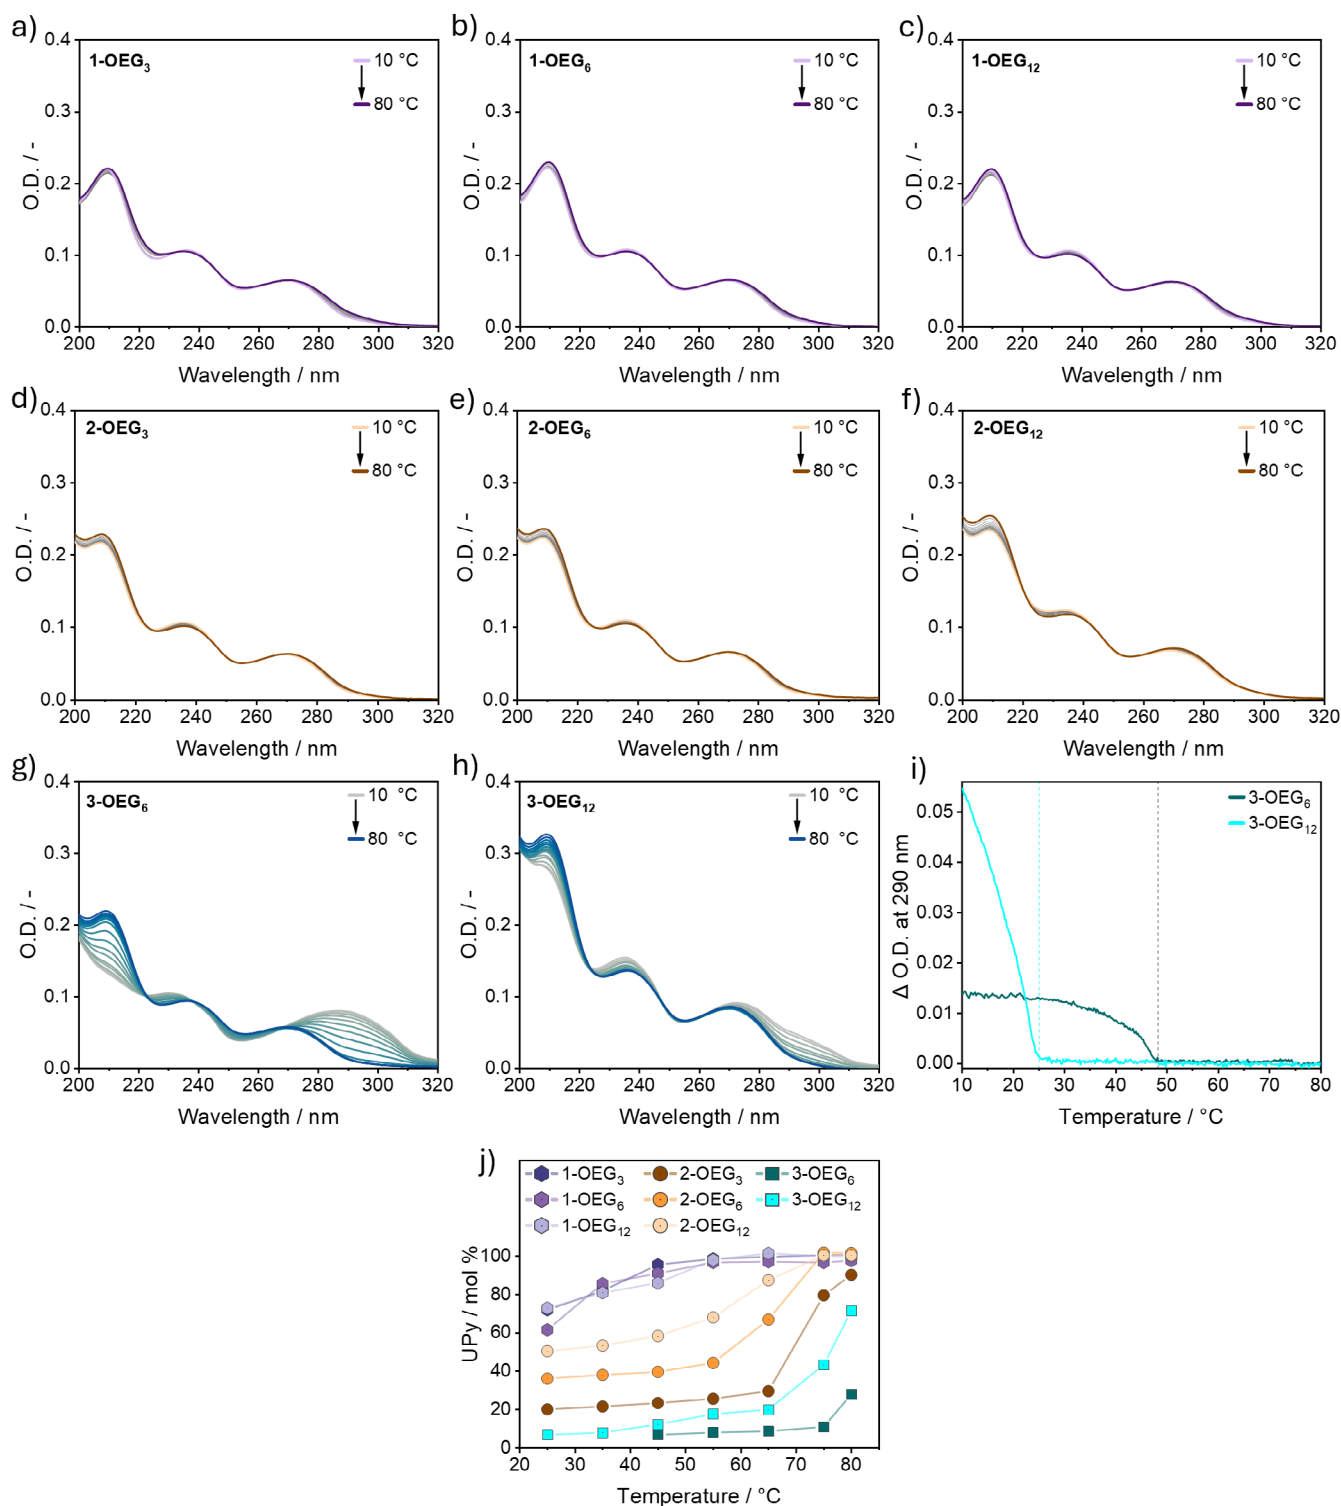 a)
1-OEG₃
10 °C
80 °C
0.4
0.3
0.2
0.1
0.0
O.D. / -
200 220 240 260 280 300 320
Wavelength / nm
b)
1-OEG₆
10 °C
80 °C
0.4
0.3
0.2
0.1
0.0
O.D. / -
200 220 240 260 280 300 320
Wavelength / nm
c)
1-OEG₁₂
10 °C
80 °C
0.4
0.3
0.2
0.1
0.0
O.D. / -
200 220 240 260 280 300 320
Wavelength / nm
d)
2-OEG₃
10 °C
80 °C
0.4
0.3
0.2
0.1
0.0
O.D. / -
200 220 240 260 280 300 320
Wavelength / nm
e)
2-OEG₆
10 °C
80 °C
0.4
0.3
0.2
0.1
0.0
O.D. / -
200 220 240 260 280 300 320
Wavelength / nm
f)
2-OEG₁₂
10 °C
80 °C
0.4
0.3
0.2
0.1
0.0
O.D. / -
200 220 240 260 280 300 320
Wavelength / nm
g)
3-OEG₆
10 °C
80 °C
0.4
0.3
0.2
0.1
0.0
O.D. / -
200 220 240 260 280 300 320
Wavelength / nm
h)
3-OEG₁₂
10 °C
80 °C
0.4
0.3
0.2
0.1
0.0
O.D. / -
200 220 240 260 280 300 320
Wavelength / nm
i)
3-OEG₆
3-OEG₁₂
0.05
0.04
0.03
0.02
0.01
0.00
Δ O.D. at 290 nm
10 20 30 40 50 60 70 80
Temperature / °C
j)
1-OEG₃ 2-OEG₃ 3-OEG₆
1-OEG₆ 2-OEG₆ 3-OEG₁₂
1-OEG₁₂ 2-OEG₁₂
100
80
60
40
20
0
UPy / mol %
20 30 40 50 60 70 80
Temperature / °C